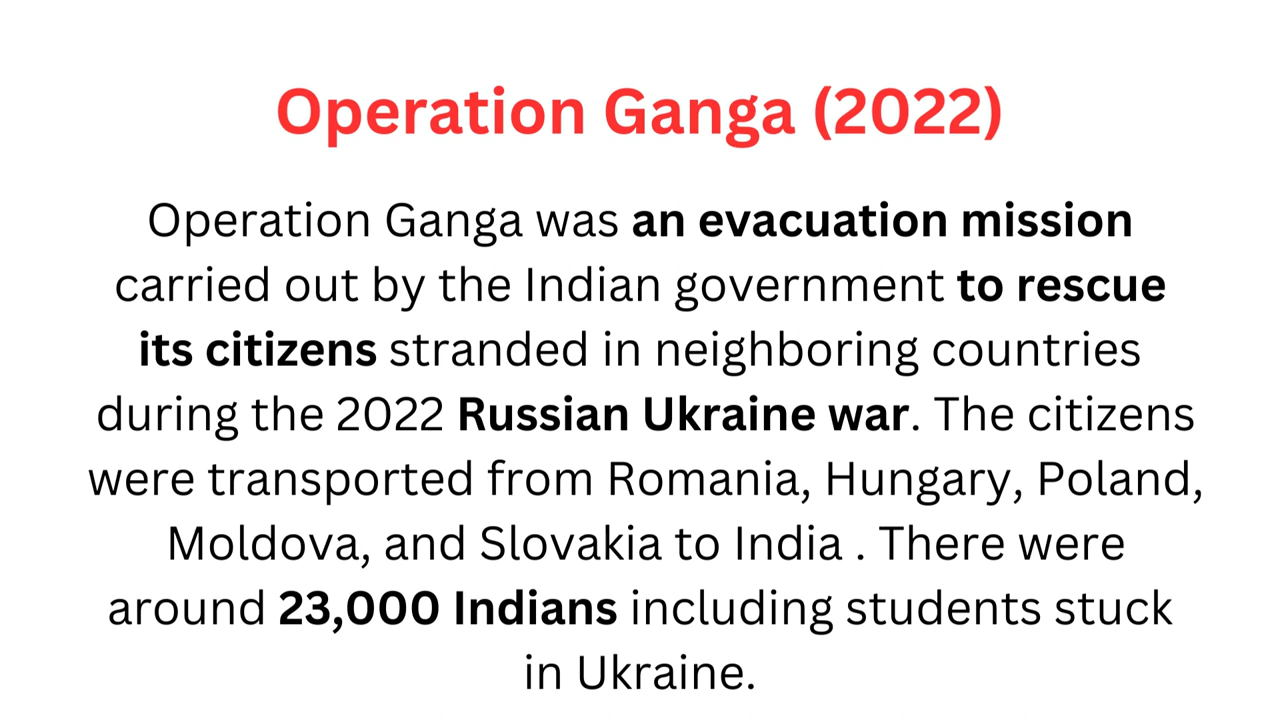 Operation Ganga (2022)
Operation Ganga was an evacuation mission
carried out by the Indian government to rescue
its citizens stranded in neighboring countries
during the 2022 Russian Ukraine war. The citizens
were transported from Romania, Hungary, Poland,
Moldova, and Slovakia to India . There were
around 23,000 Indians including students stuck
in Ukraine.